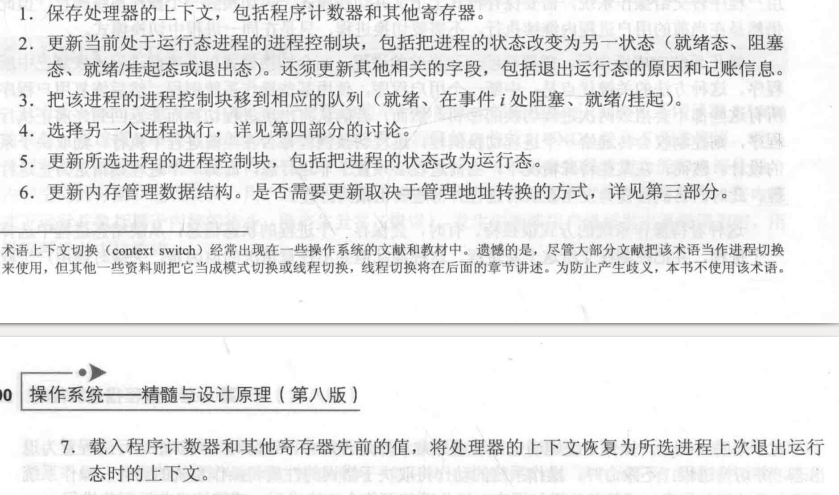 1. 保存处理器的上下文，包括程序计数器和其他寄存器。
2. 更新当前处于运行态进程的进程控制块，包括把进程的状态改变为另一状态（就绪态、阻塞
态、就绪/挂起态或退出态）。还须更新其他相关的字段，包括退出运行态的原因和记账信息。
3. 把该进程的进程控制块移到相应的队列（就绪、在事件 i 处阻塞、就绪/挂起）。
4. 选择另一个进程执行，详见第四部分的讨论。
5. 更新所选进程的进程控制块，包括把进程的状态改为运行态。
6. 更新内存管理数据结构。是否需要更新取决于管理地址转换的方式，详见第三部分。
术语上下文切换（context switch）经常出现在一些操作系统的文献和教材中。遗憾的是，尽管大部分文献把该术语当作进程切换
来使用，但其他一些资料则把它当成模式切换或线程切换，线程切换将在后面的章节讲述。为防止产生歧义，本书不使用该术语。
操作系统——精髓与设计原理（第八版）
7. 载入程序计数器和其他寄存器先前的值，将处理器的上下文恢复为所选进程上次退出运行
态时的上下文。